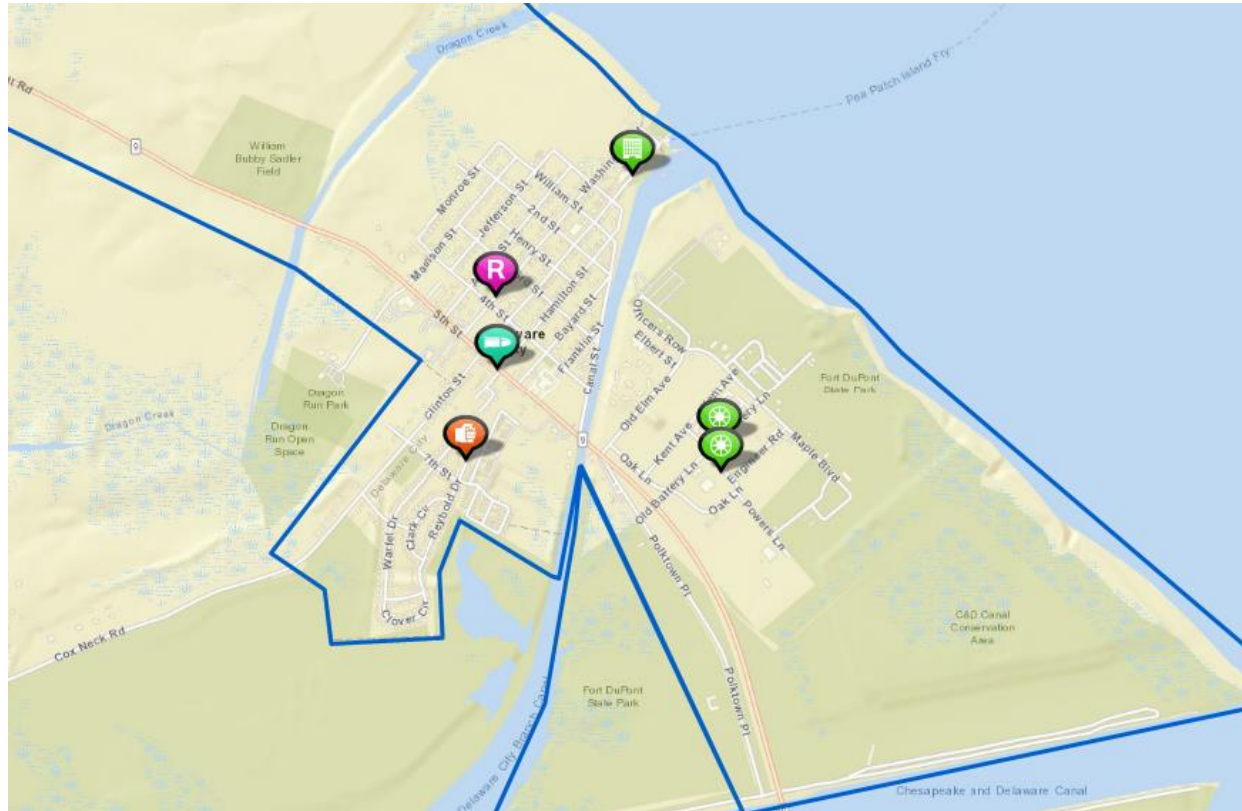 Dragon Creek
Pea Patch Island Fry
Rd
9
William
Bubby Sadler
Field
Monroe St
Jefferson St
William St
2nd St
Henry St
Madison St
R
4th St
Hamilton St
Bayard St
Franklin St
5th St
Canal St
Clinton St
Officers Row
Elbert St
Old Elm Ave
Fort DuPont
State Park
Dragon
Run Park
Dragon Creek
Dragon
Run Open
Space
Delaware City
7th St
9
Kent Ave
Engineer Rd
Maple Blvd
Oak Ln
Old Battery Ln
Oak Ln
Powers Ln
Reybold Dr
Clark Cir
Warfel Dr
Clover Cir
Cox Neck Rd
Polktown Pl
C&D Canal
Conservation
Area
Fort DuPont
State Park
Polktown Pl
Delaware City Branch Canal
Chesapeake and Delaware Canal